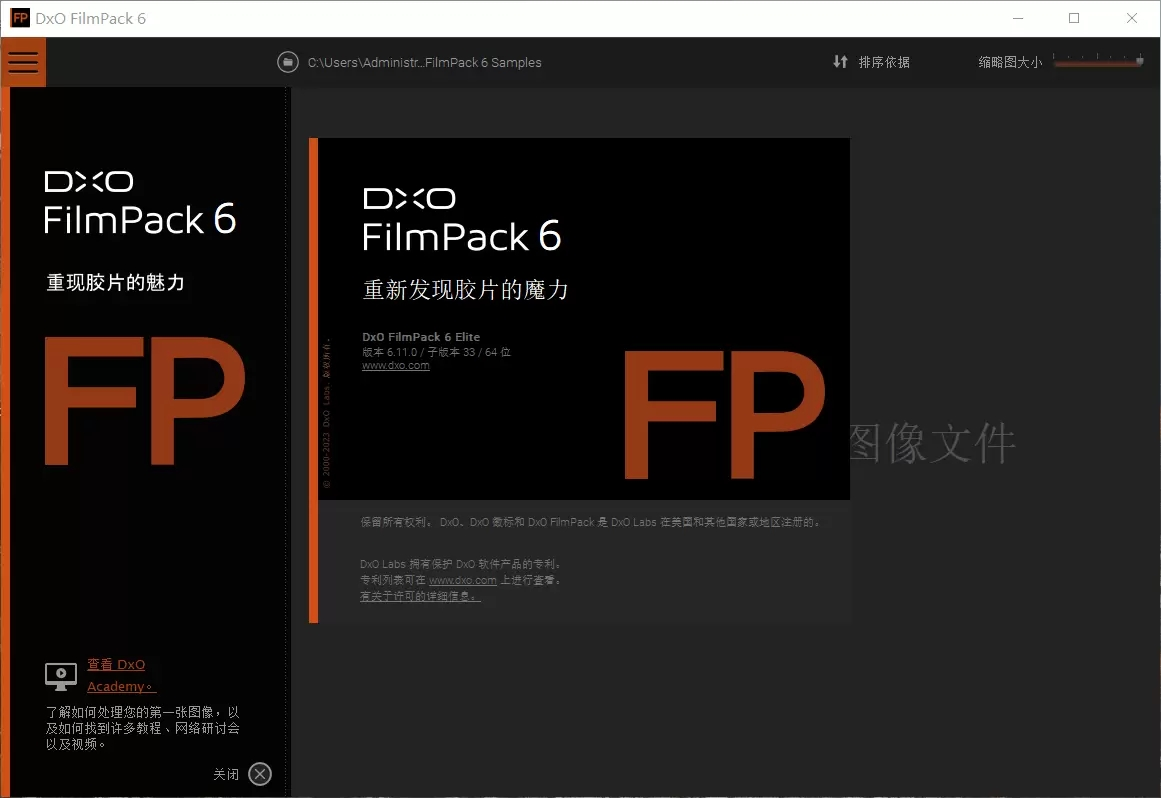 FP DxO FilmPack 6
C:\Users\Administr...FilmPack 6 Samples
排序依据
缩略图大小
DXO
FilmPack 6
重现胶片的魅力
FP
查看 DxO
Academy。
了解如何处理您的第一张图像，以
及如何找到许多教程、网络研讨会
以及视频。
关闭
DXO
FilmPack 6
重新发现胶片的魔力
DxO FilmPack 6 Elite
版本 6.11.0 / 子版本 33 / 64 位
www.dxo.com
© 2000-2023 DxO Labs. 版权所有。
FP
图像文件
保留所有权利。 DxO、DxO 徽标和 DxO FilmPack 是 DxO Labs 在美国和其他国家或地区注册的。
DxO Labs 拥有保护 DxO 软件产品的专利。
专利列表可在 www.dxo.com 上进行查看。
有关于许可的详细信息。